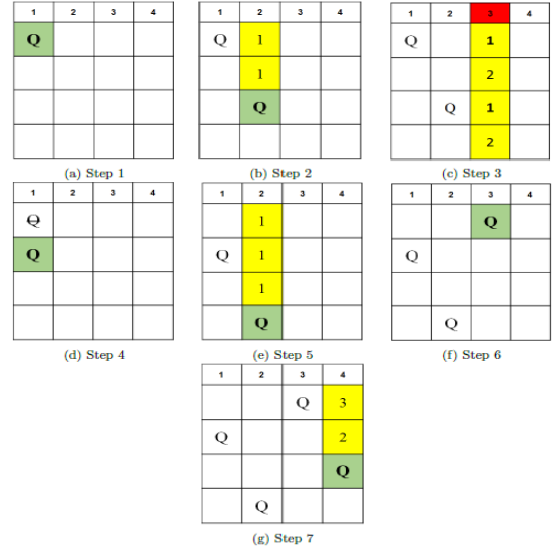 1 2 3 4
Q
(a) Step 1
1 2 3 4
Q 1
1
Q
(b) Step 2
1 2 3 4
Q 1
2
Q 1
2
(c) Step 3
1 2 3 4
Q
Q
(d) Step 4
1 2 3 4
1
Q 1
1
Q
(e) Step 5
1 2 3 4
Q
Q
Q
(f) Step 6
1 2 3 4
Q 3
Q 2
Q
Q
(g) Step 7